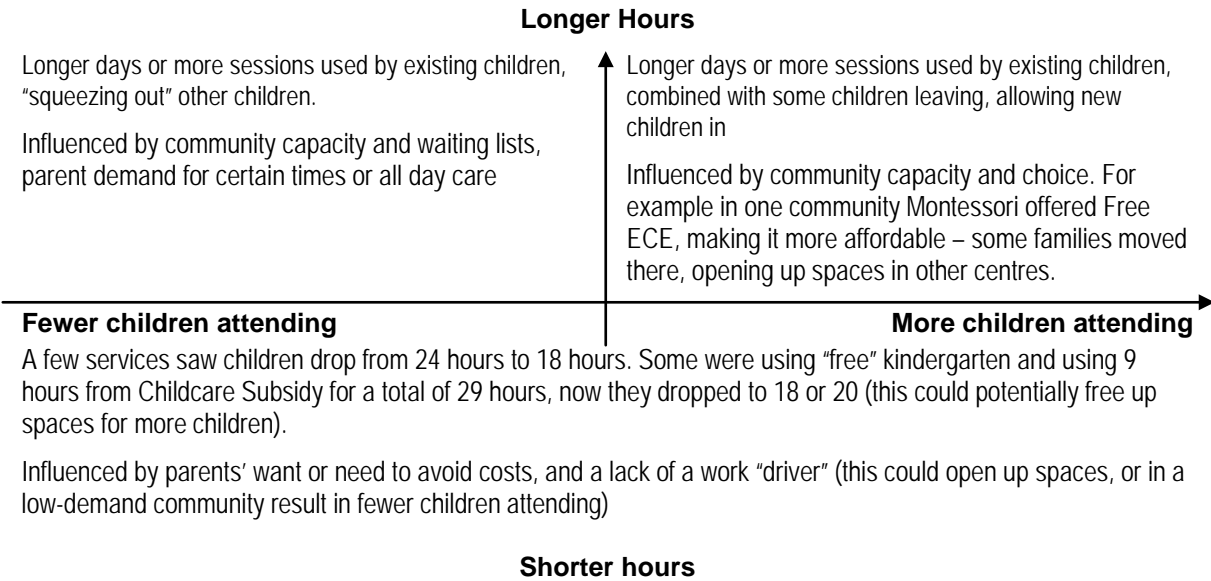 Longer Hours
Longer days or more sessions used by existing children,
"squeezing out" other children.
Influenced by community capacity and waiting lists,
parent demand for certain times or all day care
Longer days or more sessions used by existing children,
combined with some children leaving, allowing new
children in
Influenced by community capacity and choice. For
example in one community Montessori offered Free
ECE, making it more affordable – some families moved
there, opening up spaces in other centres.
Fewer children attending
More children attending
A few services saw children drop from 24 hours to 18 hours. Some were using "free" kindergarten and using 9
hours from Childcare Subsidy for a total of 29 hours, now they dropped to 18 or 20 (this could potentially free up
spaces for more children).
Influenced by parents' want or need to avoid costs, and a lack of a work "driver" (this could open up spaces, or in a
low-demand community result in fewer children attending)
Shorter hours